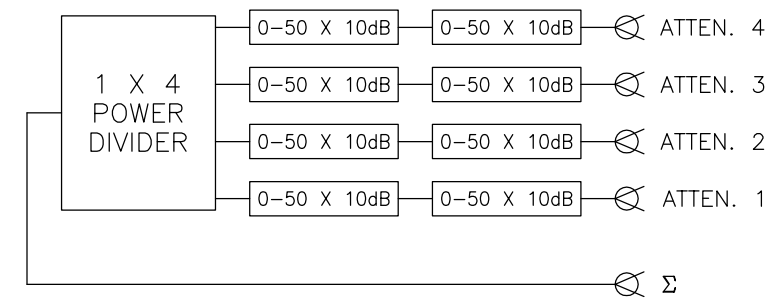 0-50 X 10dB 0-50 X 10dB ATTEN. 4
1 X 4
POWER
DIVIDER
0-50 X 10dB 0-50 X 10dB ATTEN. 3
0-50 X 10dB 0-50 X 10dB ATTEN. 2
0-50 X 10dB 0-50 X 10dB ATTEN. 1
Σ